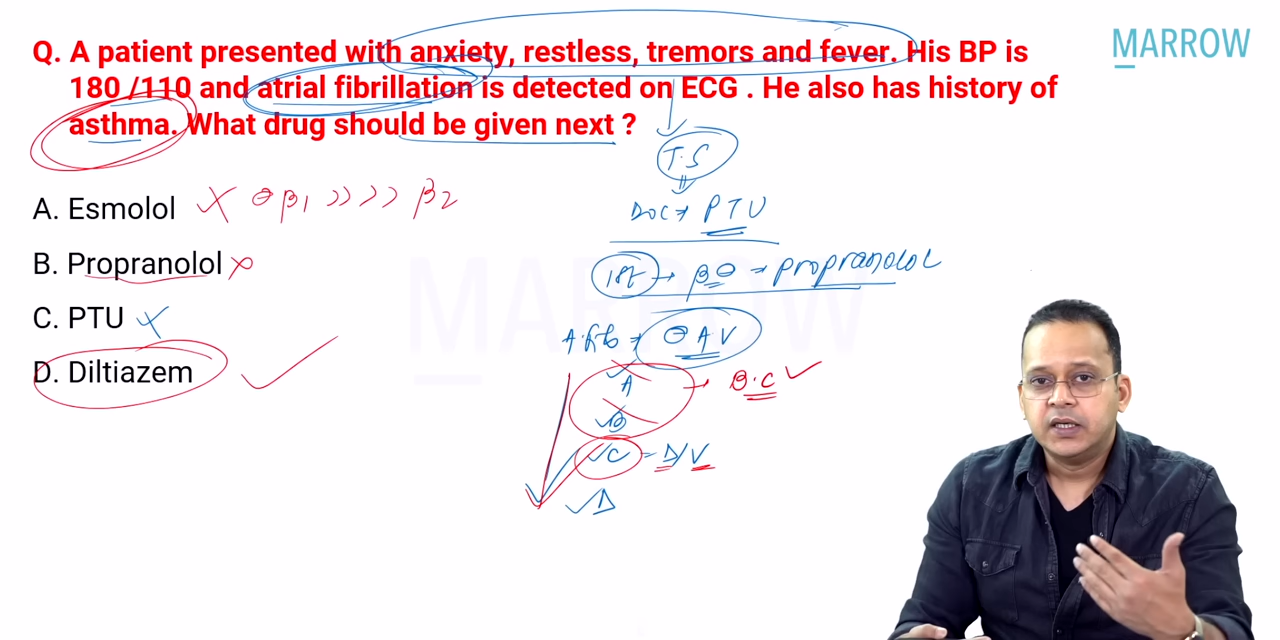 MARROW
Q. A patient presented with anxiety, restless, tremors and fever. His BP is
180 /110 and atrial fibrillation is detected on ECG . He also has history of
asthma. What drug should be given next ?
T.S
A. Esmolol X ⊖ β1 >>>> β2
DOC → PTU
B. Propranolol X
1st → β⊖ → propranolol
C. PTU X
A.fib → ⊖ A V
D. Diltiazem ✓
A → B.C ✓
B
C = D/V
D
MARROW